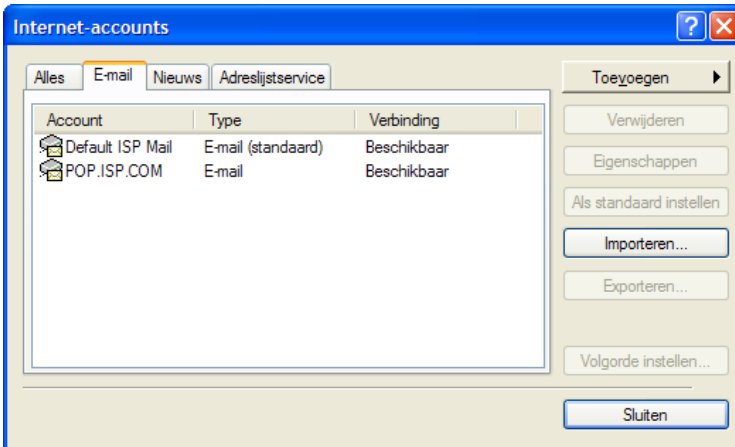 Internet-accounts
Alles E-mail Nieuws Adreslijstservice
Account Type Verbinding
Default ISP Mail E-mail (standaard) Beschikbaar
POP.ISP.COM E-mail Beschikbaar
Toevoegen
Verwijderen
Eigenschappen
Als standaard instellen
Importeren...
Exporteren...
Volgorde instellen...
Sluiten